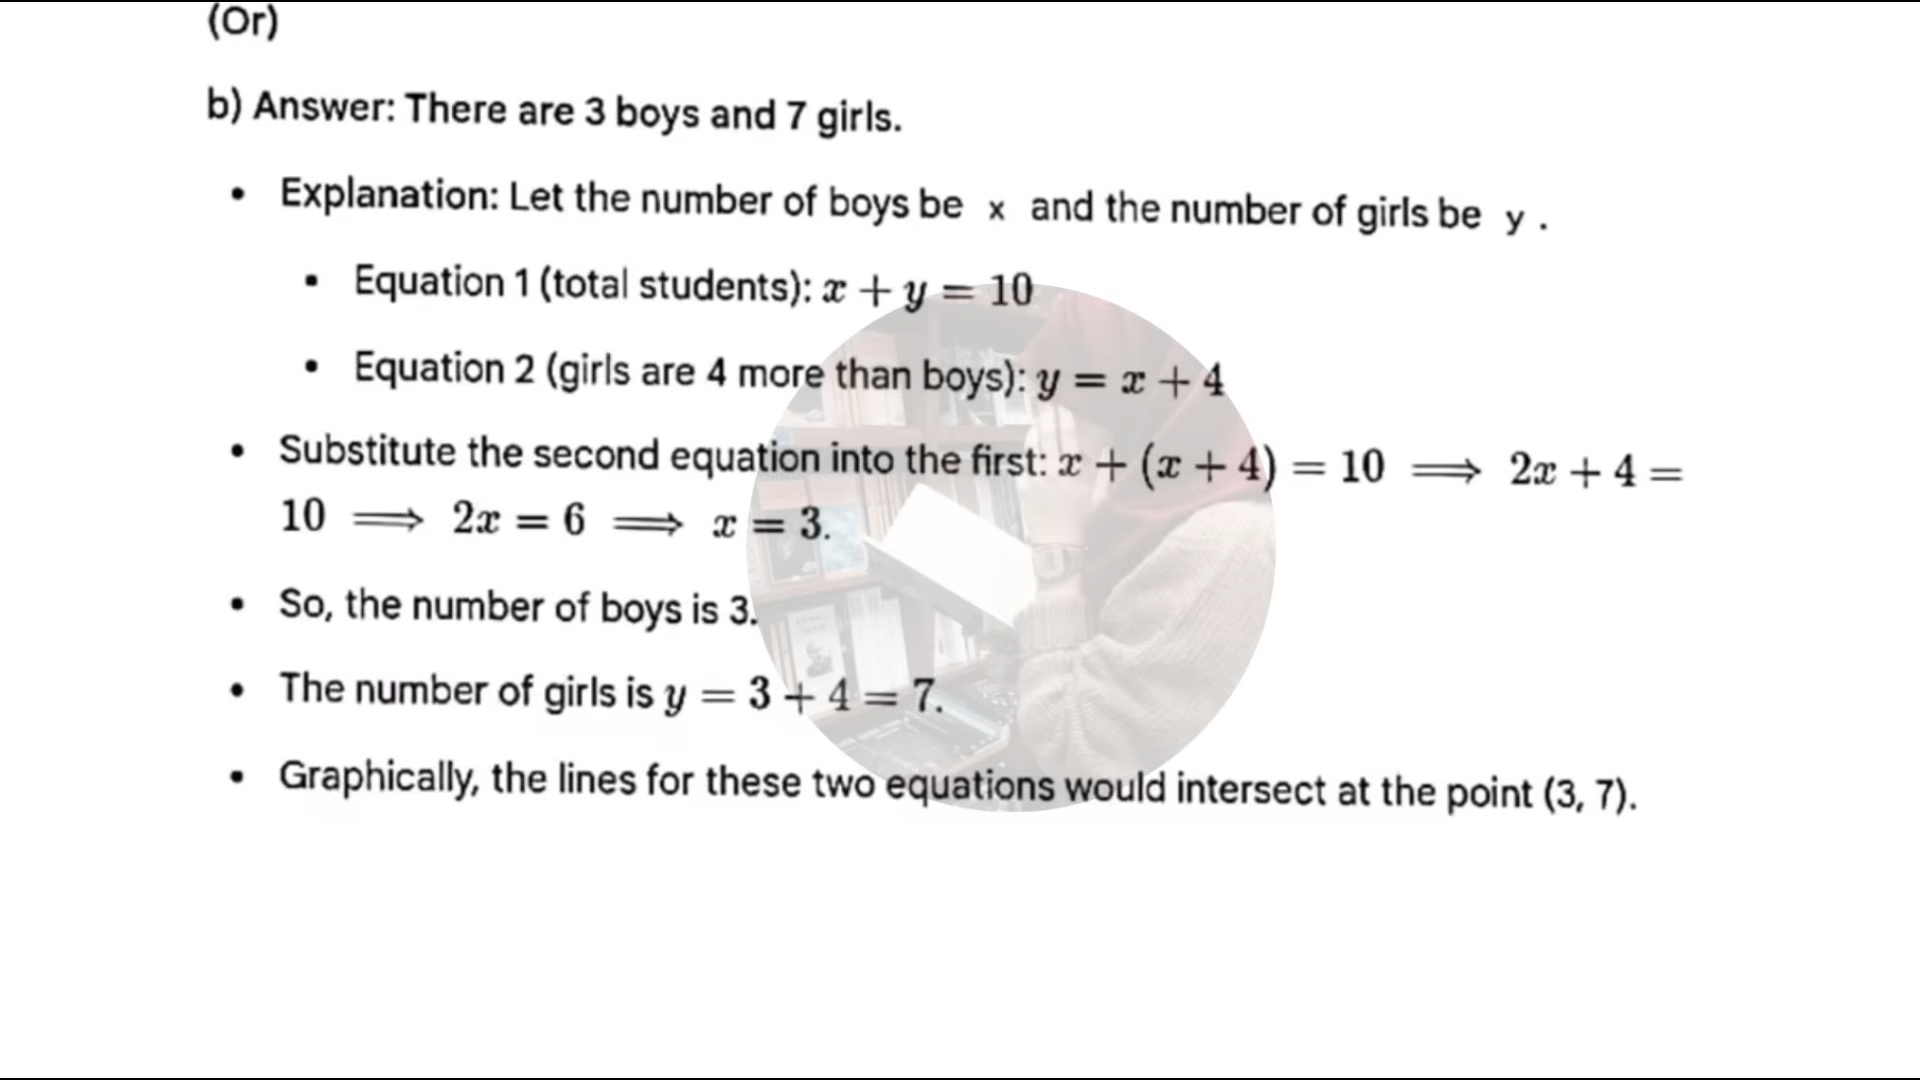 (Or)
b) Answer: There are 3 boys and 7 girls.
• Explanation: Let the number of boys be x and the number of girls be y .
• Equation 1 (total students): x + y = 10
• Equation 2 (girls are 4 more than boys): y = x + 4
• Substitute the second equation into the first: x + (x + 4) = 10 ⟹ 2x + 4 =
10 ⟹ 2x = 6 ⟹ x = 3.
• So, the number of boys is 3.
• The number of girls is y = 3 + 4 = 7.
• Graphically, the lines for these two equations would intersect at the point (3, 7).